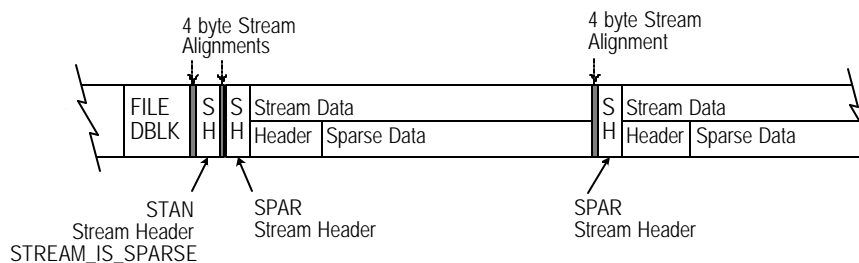 4 byte Stream
Alignments
4 byte Stream
Alignment
FILE
DBLK
S
H
S
H
Stream Data
Header
Sparse Data
S
H
Stream Data
Header
Sparse Data
STAN
Stream Header
STREAM_IS_SPARSE
SPAR
Stream Header
SPAR
Stream Header